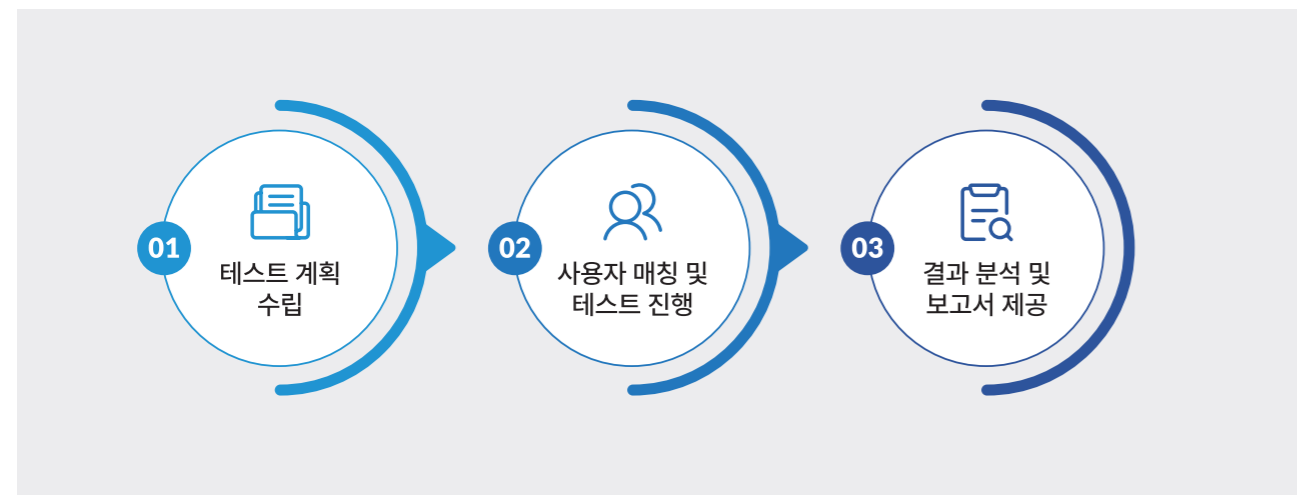 01
테스트 계획
수립
02
사용자 매칭 및
테스트 진행
03
결과 분석 및
보고서 제공